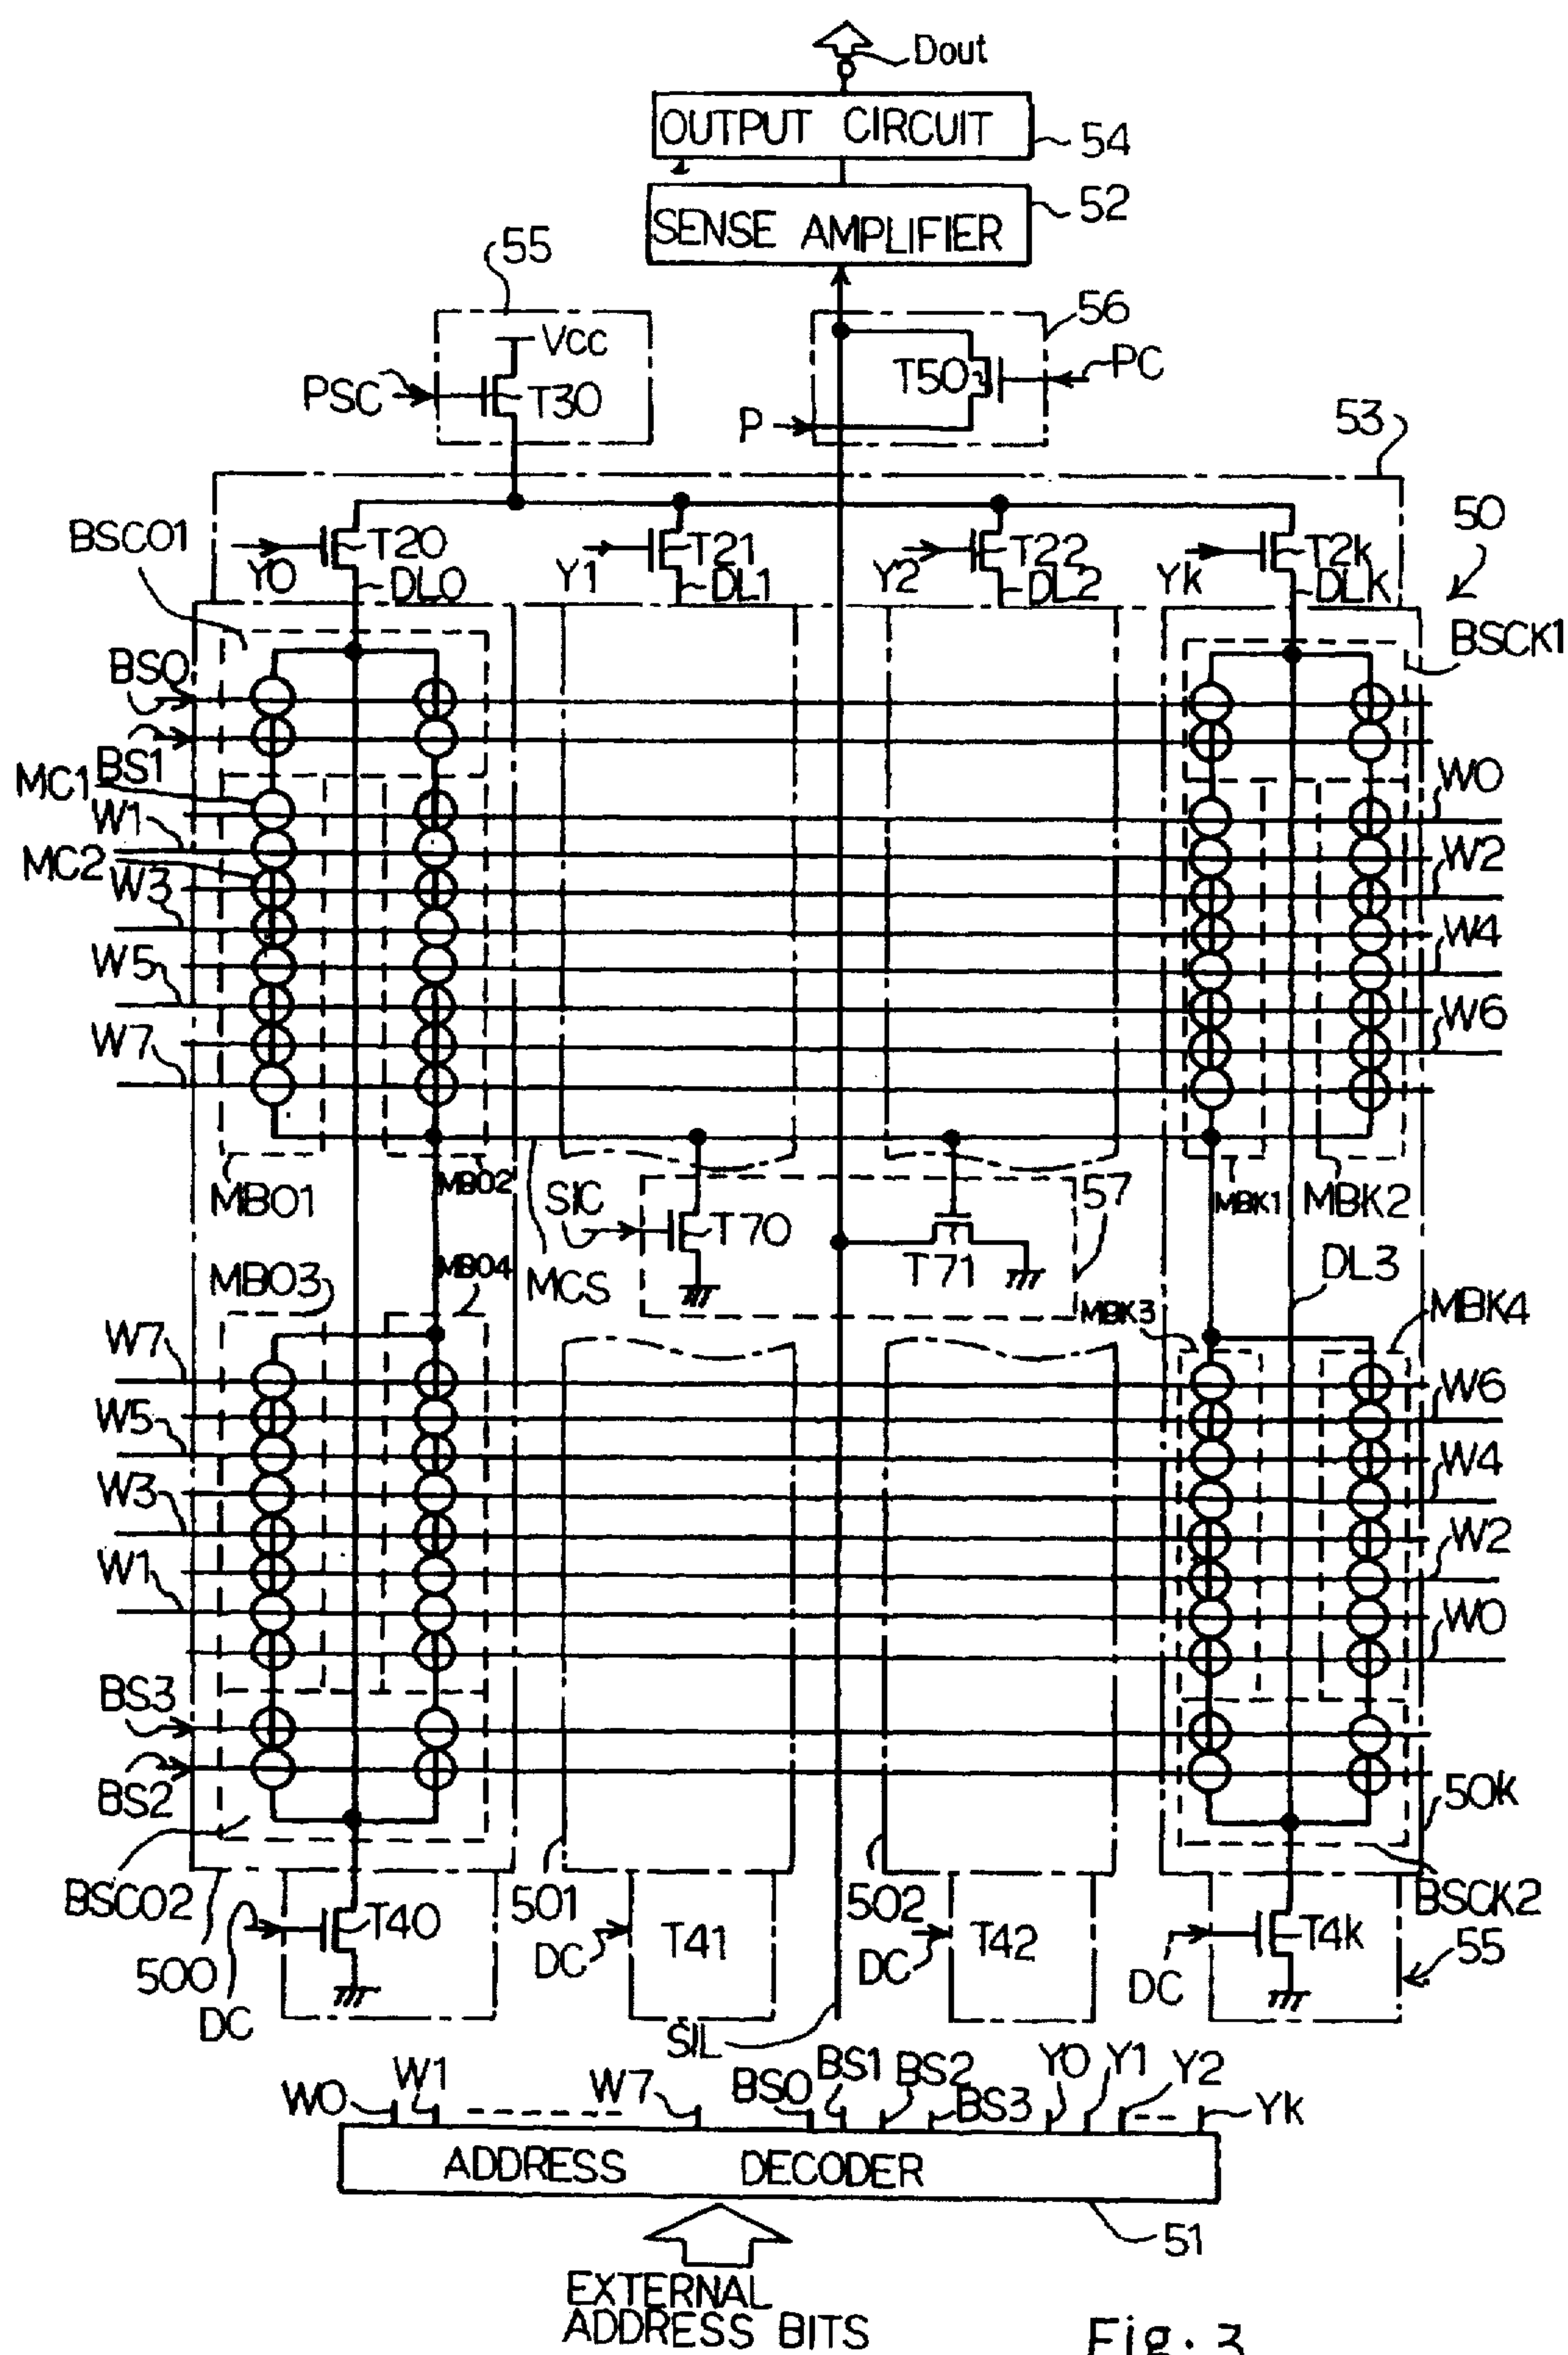 Dout
OUTPUT CIRCUIT
54
SENSE AMPLIFIER
52
55
56
Vcc
PSC
T30
T50
PC
P
53
50
BSC01
T20
T21
T22
T2k
Y0
DL0
Y1
DL1
Y2
DL2
Yk
DLK
BSCK1
BS0
BS1
MC1
W0
W1
MC2
W2
W3
W4
W5
W6
W7
MB01
MB02
SIC
T70
57
MBK1
MBK2
MB03
MB04
MCS
T71
DL3
MBK3
MBK4
W7
W6
W5
W4
W3
W2
W1
W0
BS3
BS2
50k
BSC02
T40
501
502
BSCK2
500
DC
DC
T41
DC
T42
DC
T4k
55
SIL
W0
W1
W7
BS0
BS1
BS2
BS3
Y0
Y1
Y2
Yk
ADDRESS DECODER
51
EXTERNAL
ADDRESS BITS
Fig. 3